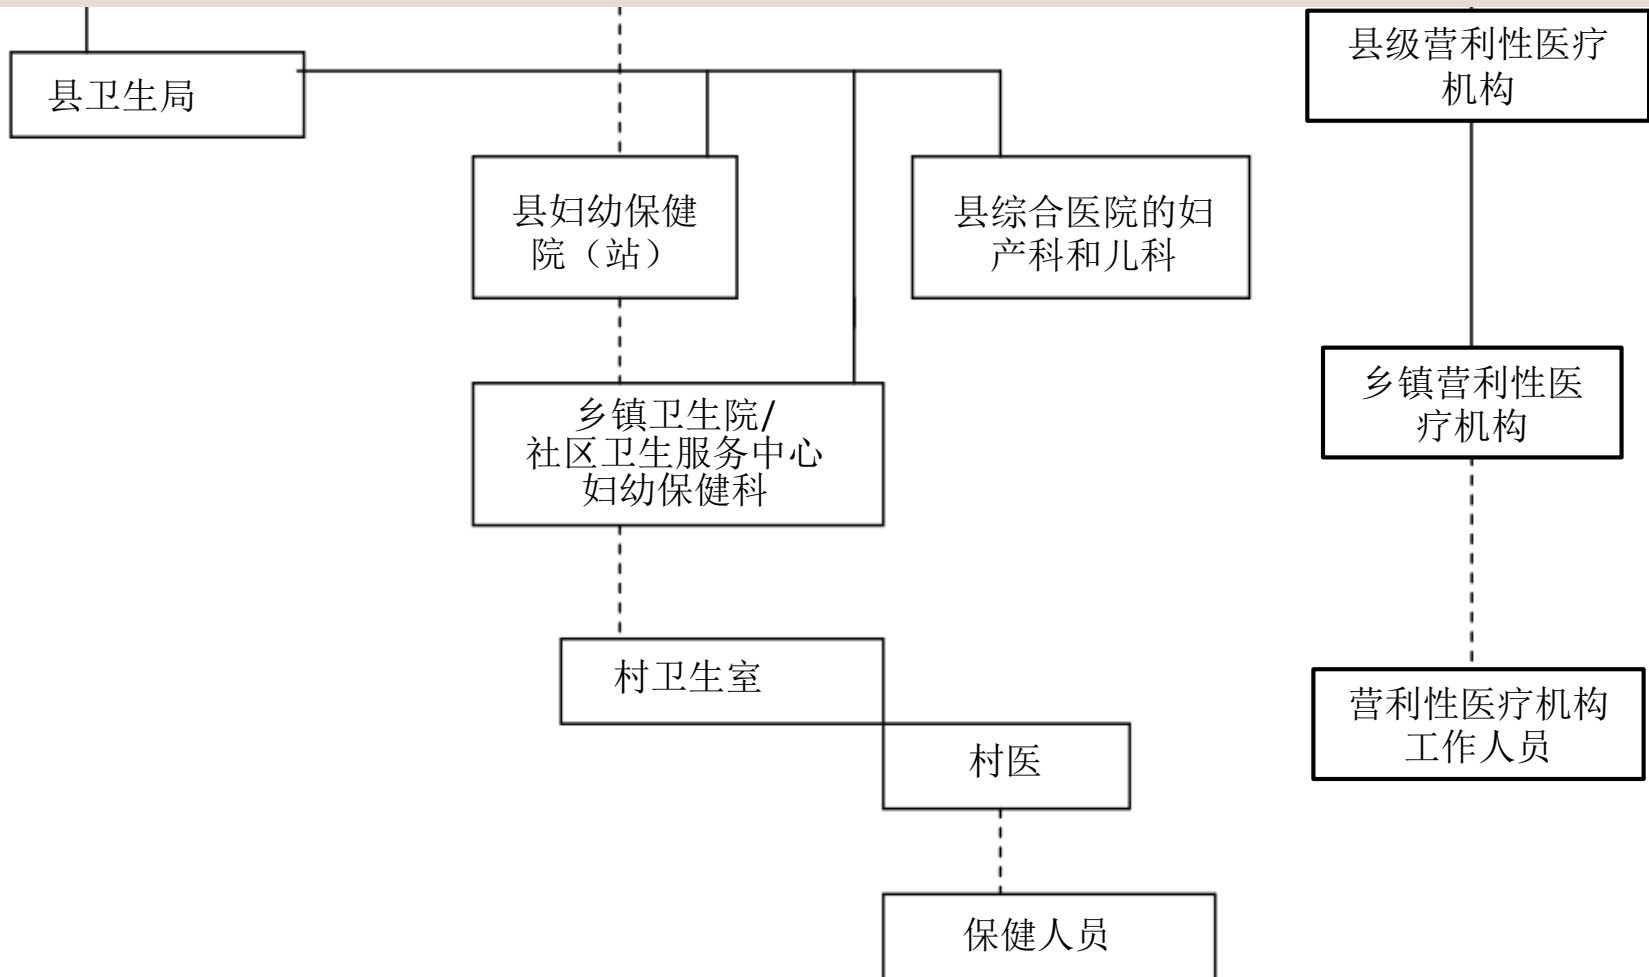 县卫生局
县级营利性医疗
机构
县妇幼保健
院（站）
县综合医院的妇
产科和儿科
乡镇卫生院/
社区卫生服务中心
妇幼保健科
乡镇营利性医
疗机构
村卫生室
营利性医疗机构
工作人员
村医
保健人员